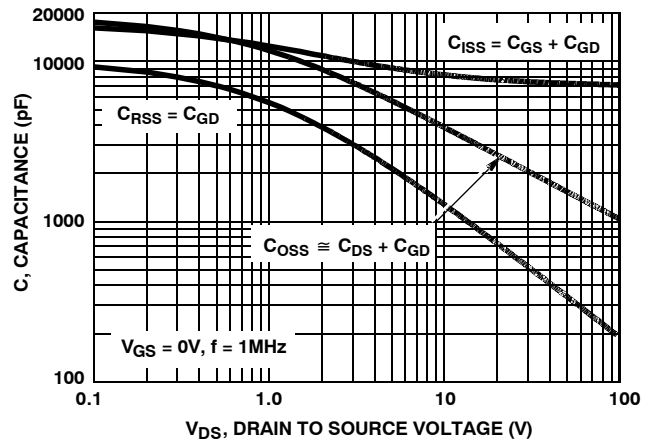 20000
10000
1000
100
C, CAPACITANCE (pF)
CISS = CGS + CGD
CRSS = CGD
COSS ≅ CDS + CGD
VGS = 0V, f = 1MHz
0.1
1.0
10
100
VDS, DRAIN TO SOURCE VOLTAGE (V)